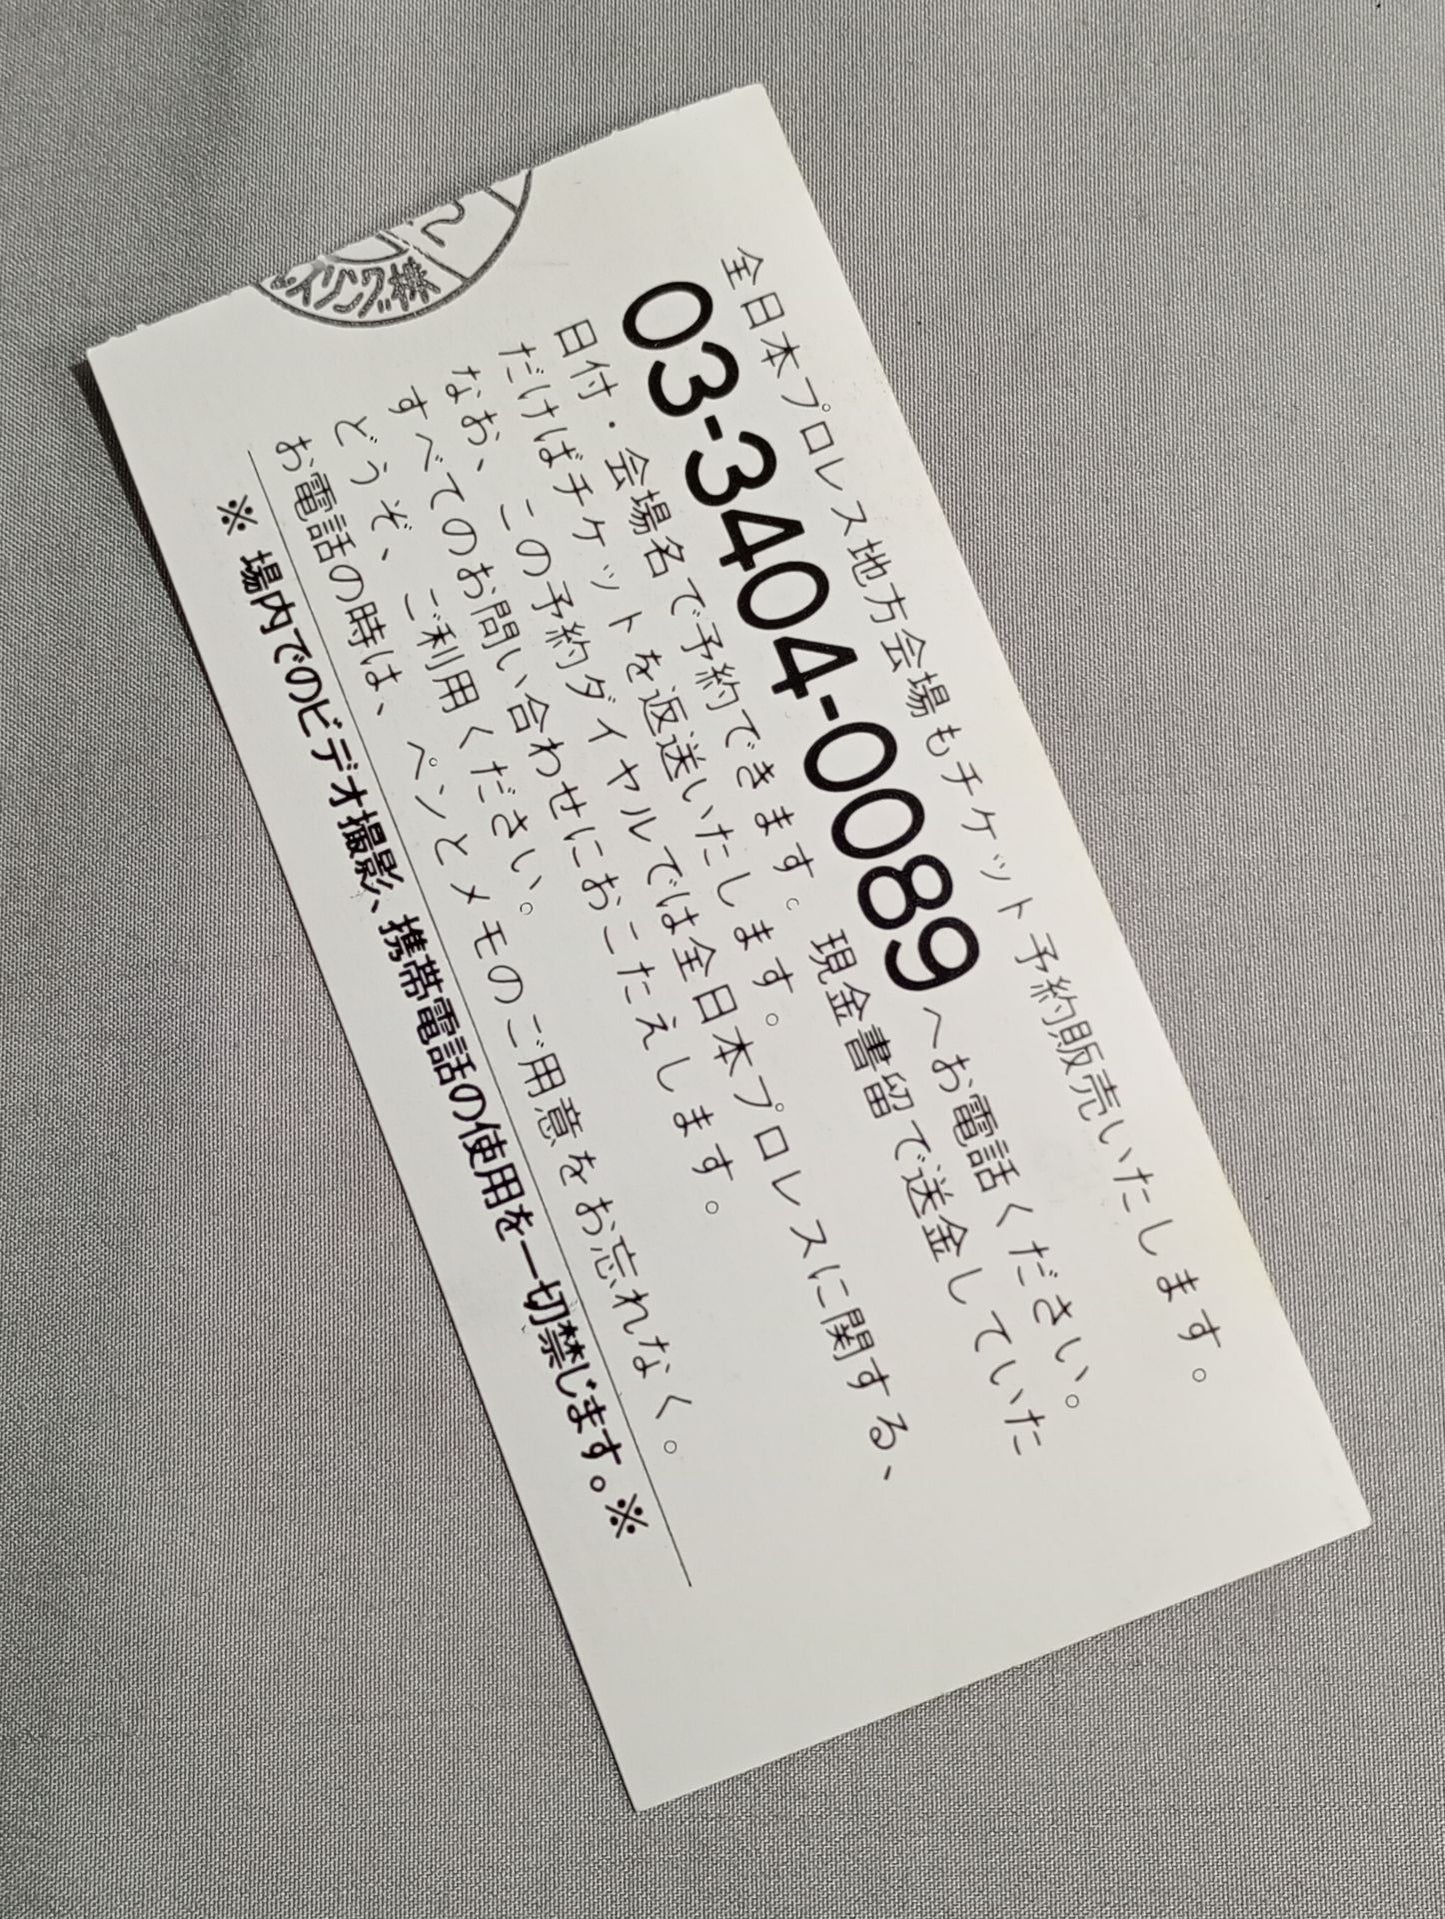 全日本プロレス地方会場もチケット予約販売いたします。
03-3404-0089へお電話ください。
日付・会場名で予約できます。現金書留で送金していた
だけばチケットを返送いたします。
なお、この予約ダイヤルでは全日本プロレスに関する、
すべてのお問い合わせにおこたえします。
どうぞ、ご利用ください。
お電話の時は、ペンとメモのご用意をお忘れなく。
※場内でのビデオ撮影、携帯電話の使用を一切禁じます。※
イリング株